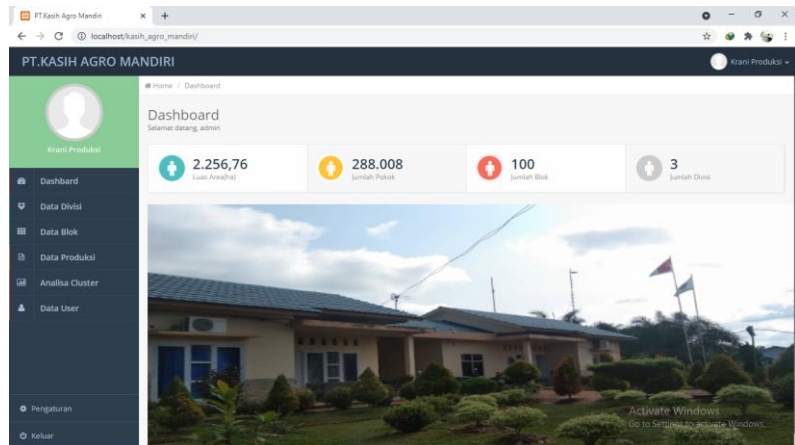 PT.Kasih Agro Mandiri
localhost/kasih_agro_mandiri/
PT.KASIH AGRO MANDIRI
Krani Produksi
Krani Produksi
Dashbard
Data Divisi
Data Blok
Data Produksi
Analisa Cluster
Data User
Pengaturan
Keluar
Home / Dashboard
Dashboard
Selamat datang, admin
2.256,76
Luas Area(ha)
288.008
Jumlah Pokok
100
Jumlah Blok
3
Jumlah Divisi
Activate Windows
Go to Settings to activate Windows.